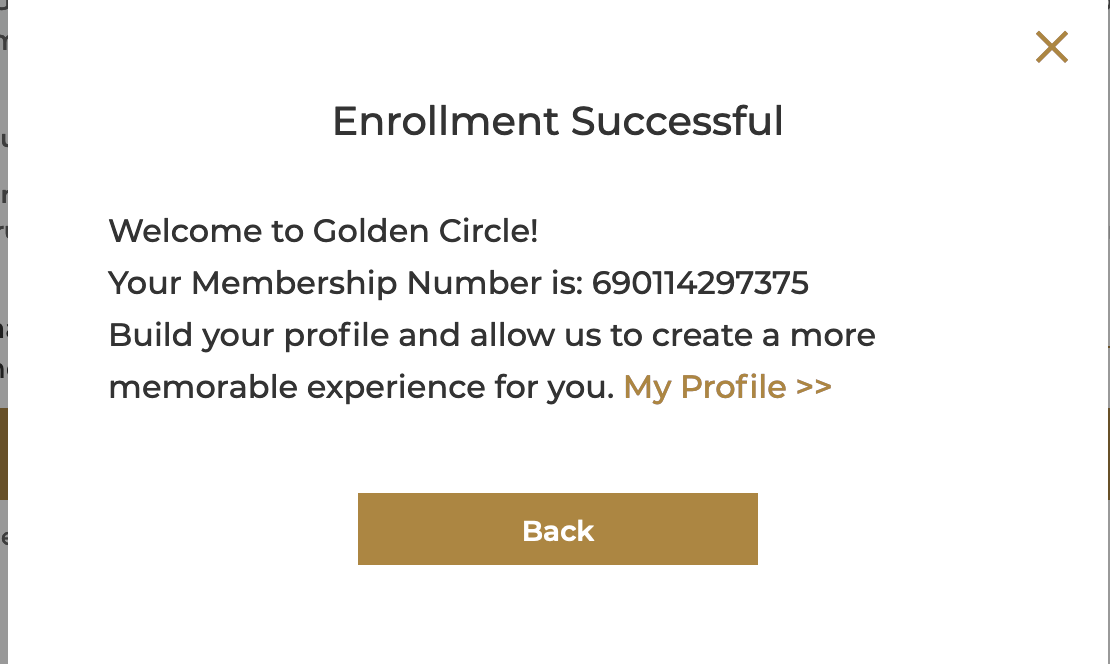 Enrollment Successful
Welcome to Golden Circle!
Your Membership Number is: 690114297375
Build your profile and allow us to create a more
memorable experience for you. My Profile >>
Back